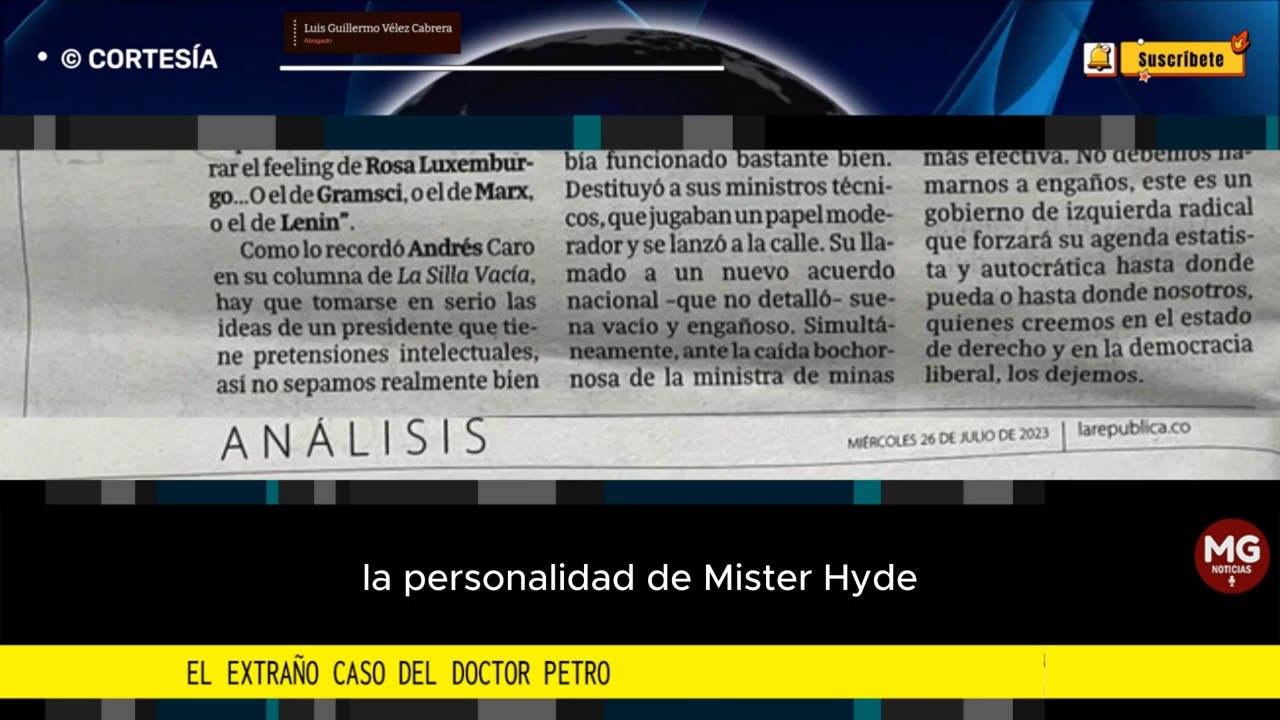 Luis Guillermo Vélez Cabrera
Abogado
• © CORTESÍA
Suscríbete
rar el feeling de Rosa Luxembur-
go...O el de Gramsci, o el de Marx,
o el de Lenin”.
Como lo recordó Andrés Caro
en su columna de La Silla Vacía,
hay que tomarse en serio las
ideas de un presidente que tie-
ne pretensiones intelectuales,
así no sepamos realmente bien
bía funcionado bastante bien.
Destituyó a sus ministros técni-
cos, que jugaban un papel mode-
rador y se lanzó a la calle. Su lla-
mado a un nuevo acuerdo
nacional –que no detalló– sue-
na vacío y engañoso. Simultá-
neamente, ante la caída bochor-
nosa de la ministra de minas
más efectiva. No debemos lla-
marnos a engaños, este es un
gobierno de izquierda radical
que forzará su agenda estatis-
ta y autocrática hasta donde
pueda o hasta donde nosotros,
quienes creemos en el estado
de derecho y en la democracia
liberal, los dejemos.
ANÁLISIS
MIÉRCOLES 26 DE JULIO DE 2023 | larepublica.co
MG
NOTICIAS
la personalidad de Mister Hyde
EL EXTRAÑO CASO DEL DOCTOR PETRO